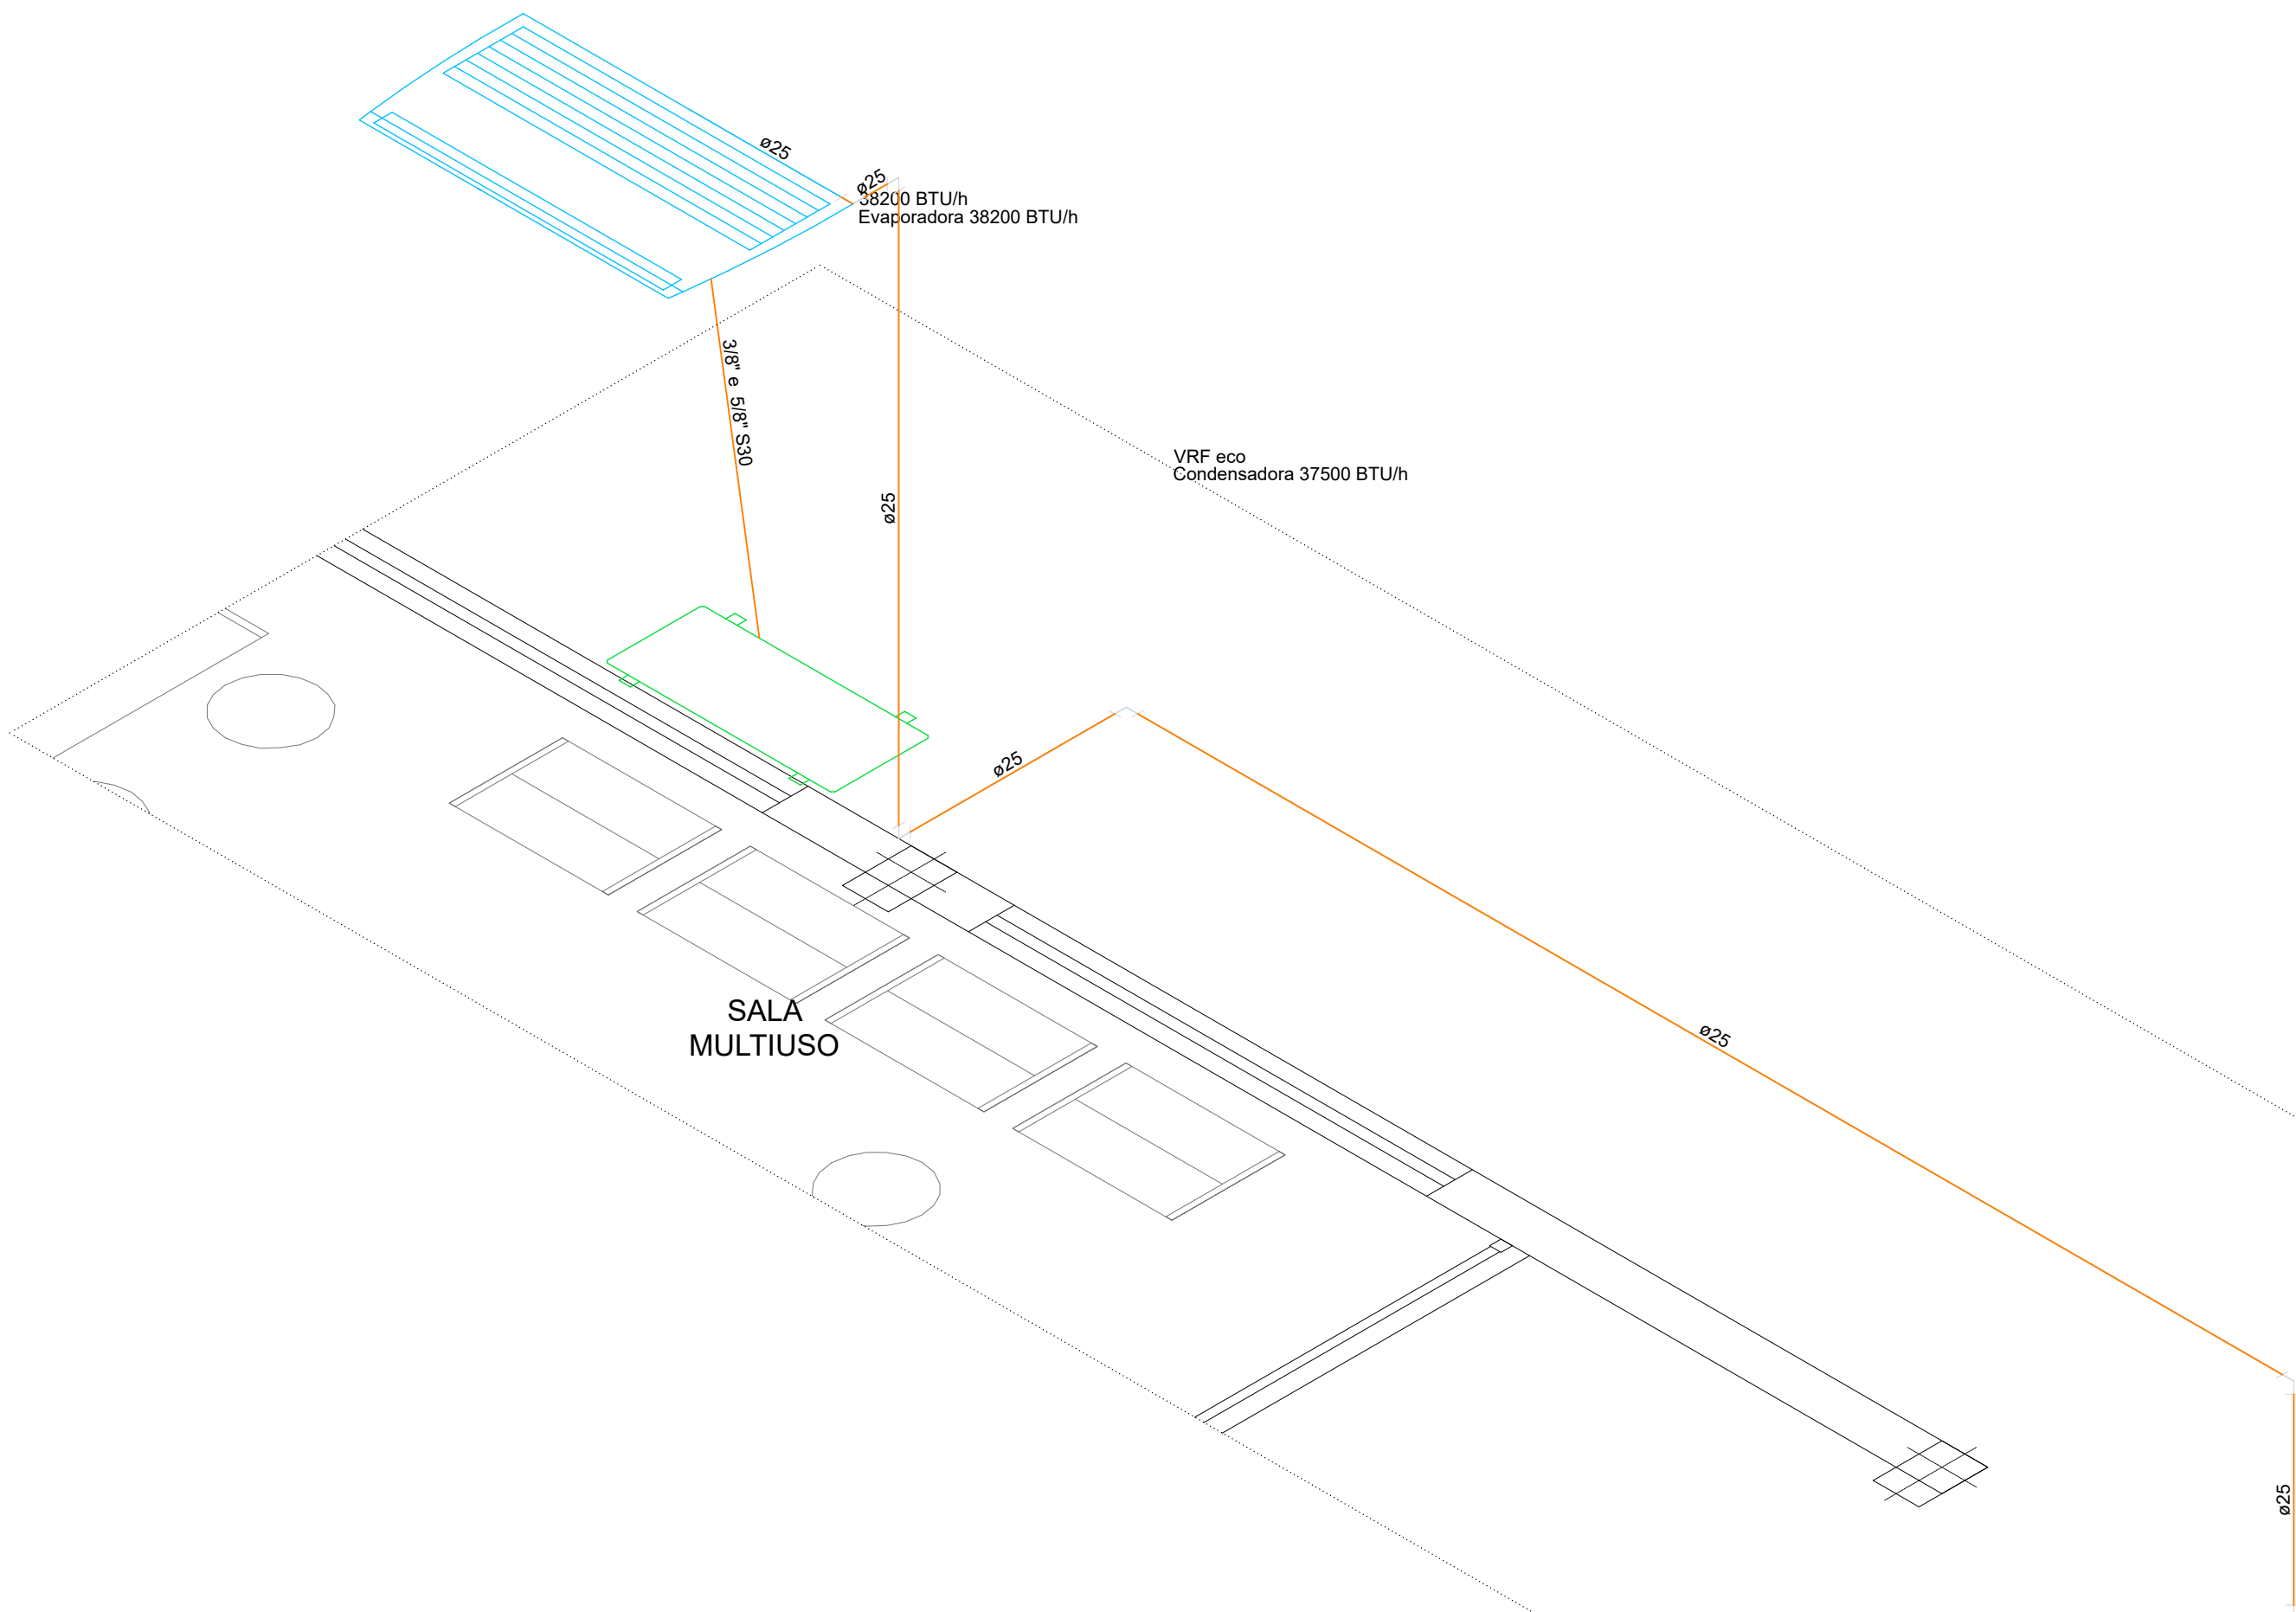 ø25
ø25
38200 BTU/h
Evaporadora 38200 BTU/h
3/8" e 5/8" S30
VRF eco
Condensadora 37500 BTU/h
ø25
ø25
SALA
MULTIUSO
ø25
ø25